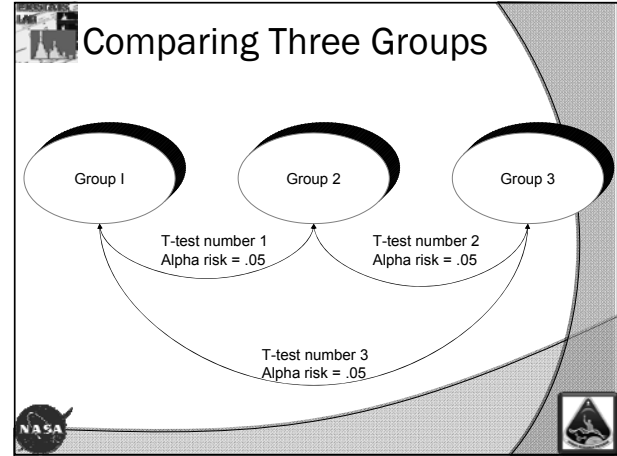 LAB
Comparing Three Groups
Group I
Group 2
Group 3
T-test number 1
Alpha risk = .05
T-test number 2
Alpha risk = .05
T-test number 3
Alpha risk = .05
NASA